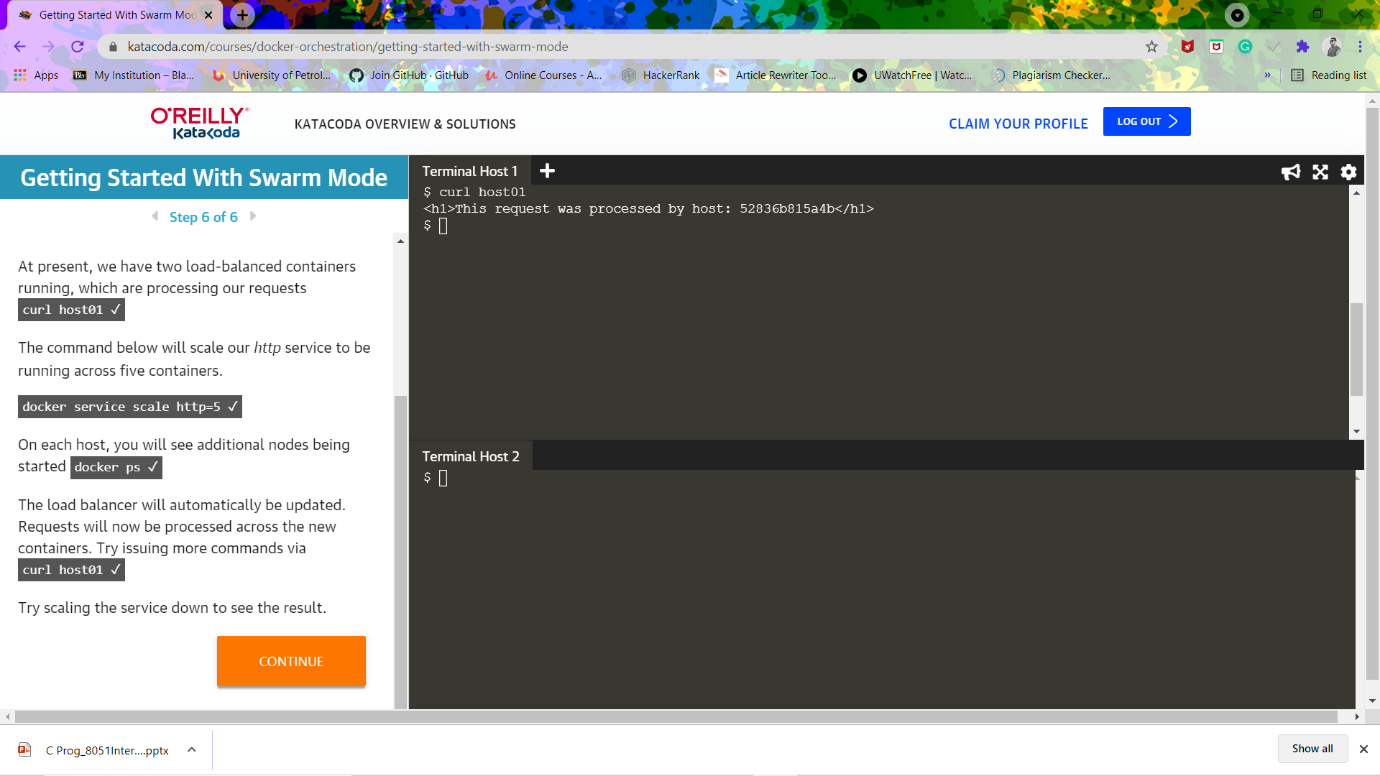 Getting Started With Swarm Mod
katacoda.com/courses/docker-orchestration/getting-started-with-swarm-mode
Apps
Bb
My Institution – Bla...
University of Petrol...
Join GitHub · GitHub
Online Courses - A...
HackerRank
Article Rewriter Too...
UWatchFree | Watc...
Plagiarism Checker...
»
Reading list
O'REILLY®
Katacoda
KATACODA OVERVIEW & SOLUTIONS
CLAIM YOUR PROFILE
LOG OUT
Getting Started With Swarm Mode
Step 6 of 6
At present, we have two load-balanced containers
running, which are processing our requests
curl host01 ✓
The command below will scale our http service to be
running across five containers.
docker service scale http=5 ✓
On each host, you will see additional nodes being
started docker ps ✓
The load balancer will automatically be updated.
Requests will now be processed across the new
containers. Try issuing more commands via
curl host01 ✓
Try scaling the service down to see the result.
CONTINUE
Terminal Host 1
$ curl host01
<h1>This request was processed by host: 52836b815a4b</h1>
$
Terminal Host 2
$
C Prog_8051Inter....pptx
Show all